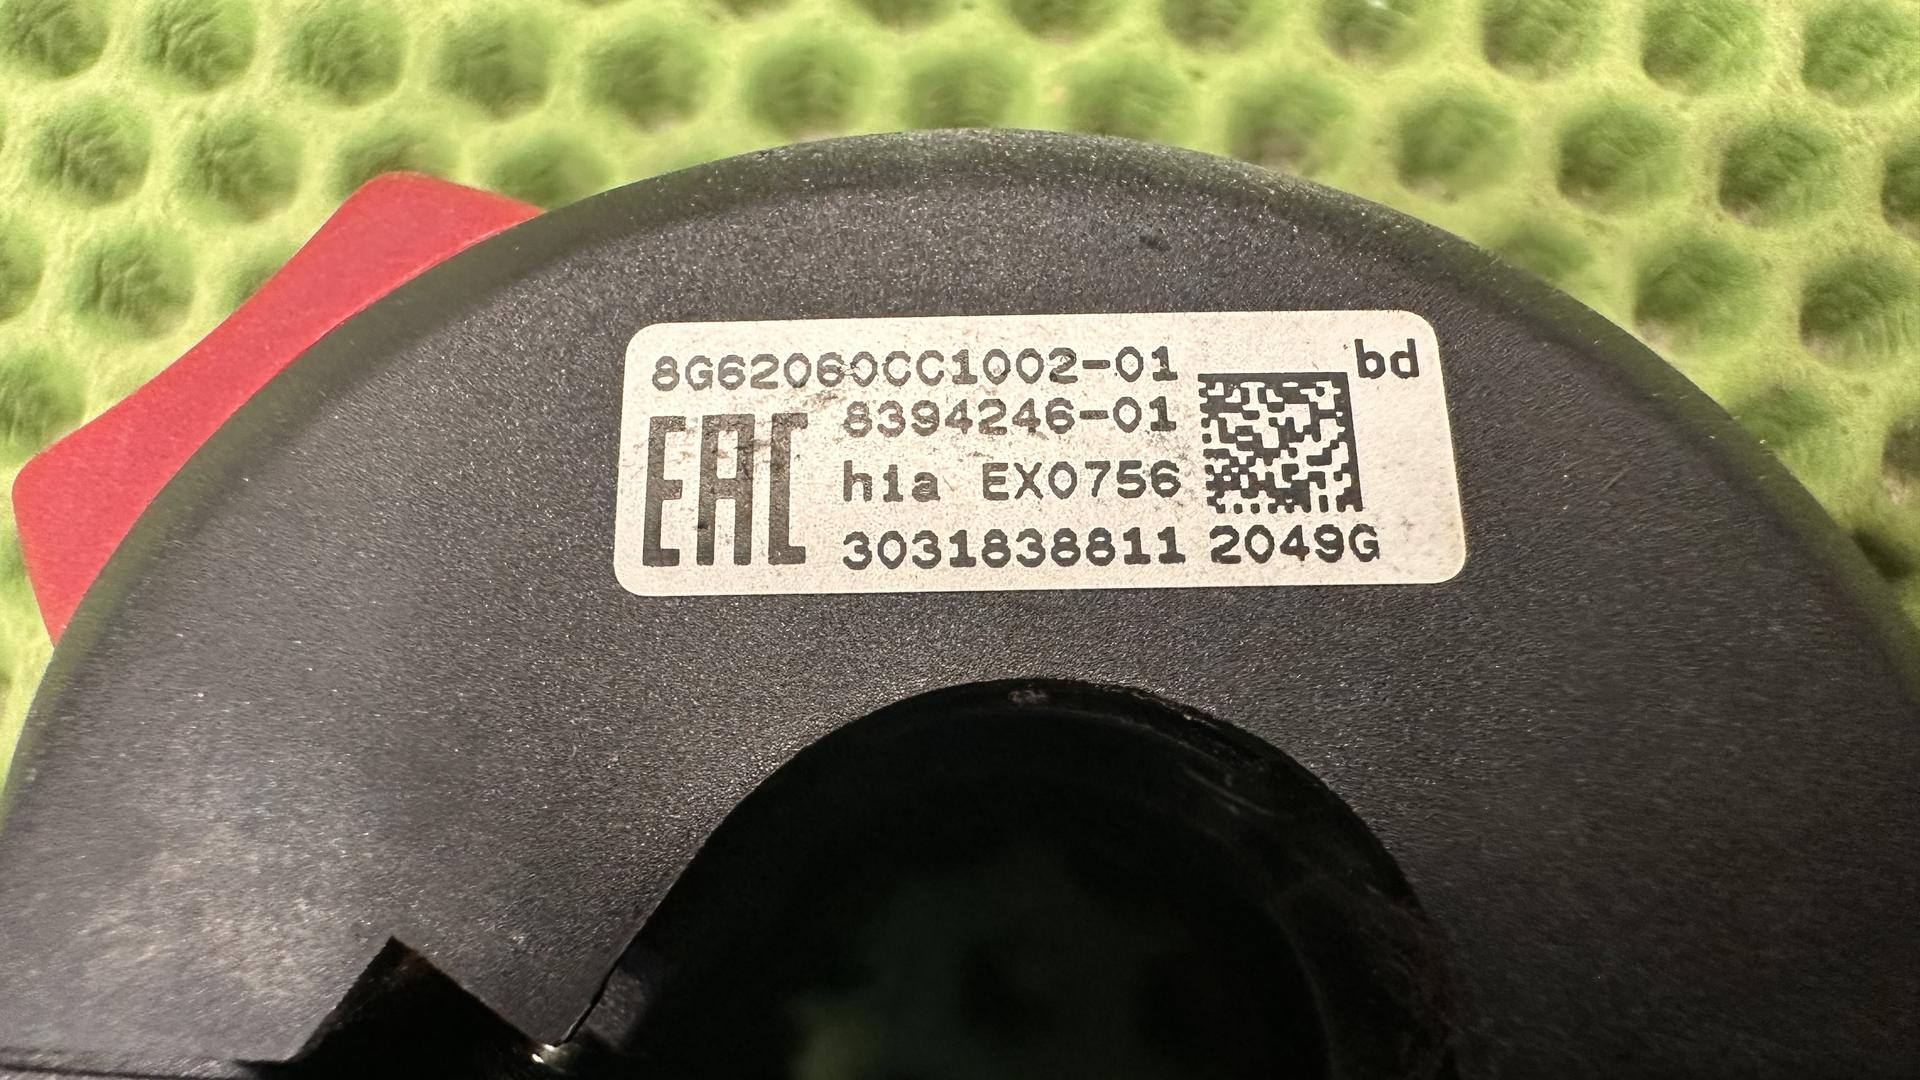 8G62060CC1002-01
bd
EAC
8394246-01
hia EX0756
3031838811 2049G